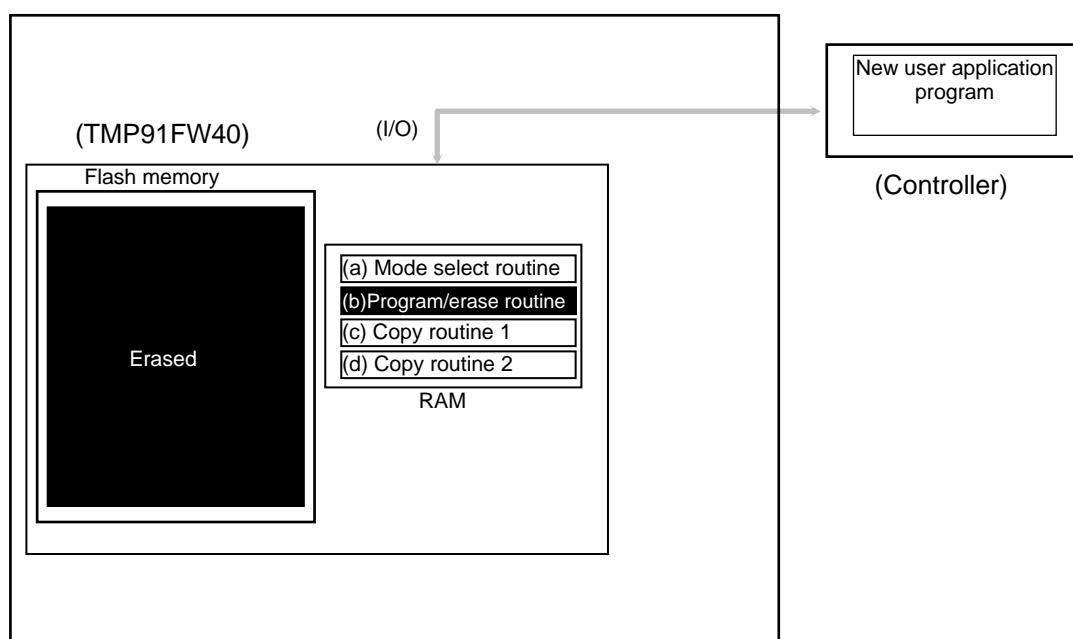 New user application
program
(TMP91FW40)
(I/O)
(Controller)
Flash memory
(a) Mode select routine
(b)Program/erase routine
(c) Copy routine 1
(d) Copy routine 2
Erased
RAM